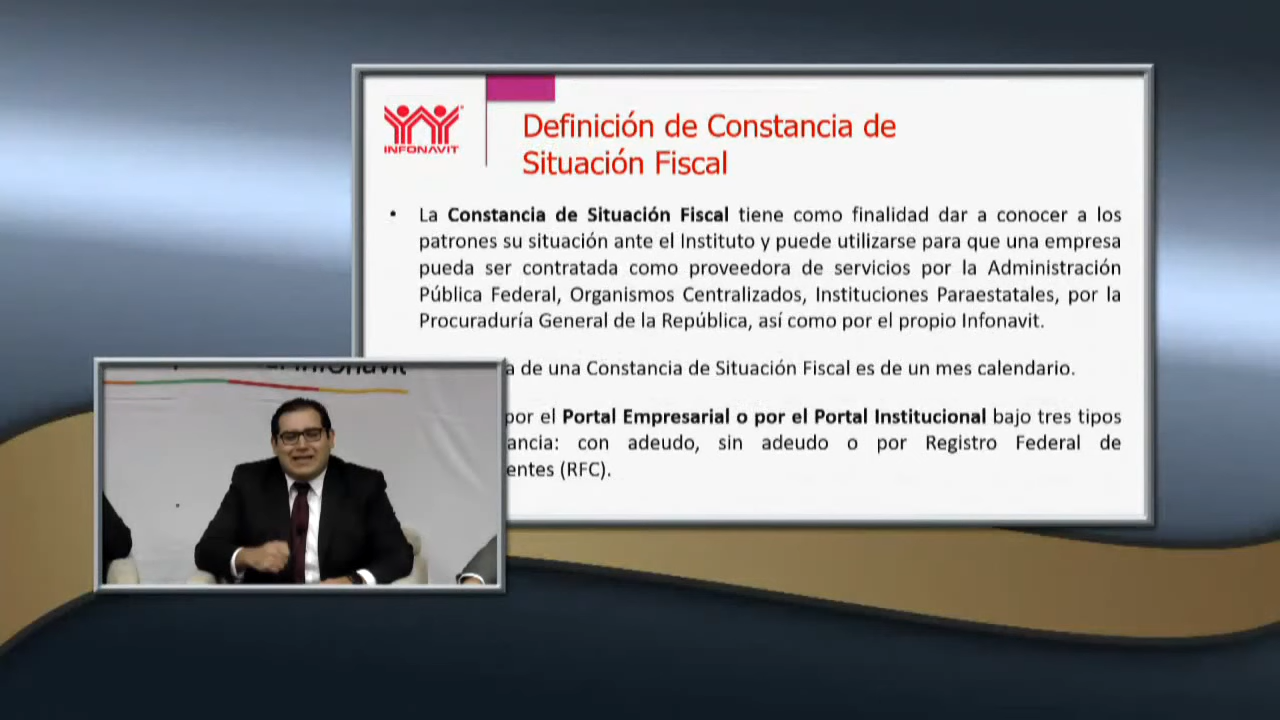 INFONAVIT
Definición de Constancia de
Situación Fiscal
• La Constancia de Situación Fiscal tiene como finalidad dar a conocer a los
patrones su situación ante el Instituto y puede utilizarse para que una empresa
pueda ser contratada como proveedora de servicios por la Administración
Pública Federal, Organismos Centralizados, Instituciones Paraestatales, por la
Procuraduría General de la República, así como por el propio Infonavit.
a de una Constancia de Situación Fiscal es de un mes calendario.
por el Portal Empresarial o por el Portal Institucional bajo tres tipos
ancia: con adeudo, sin adeudo o por Registro Federal de
entes (RFC).
Infonavit